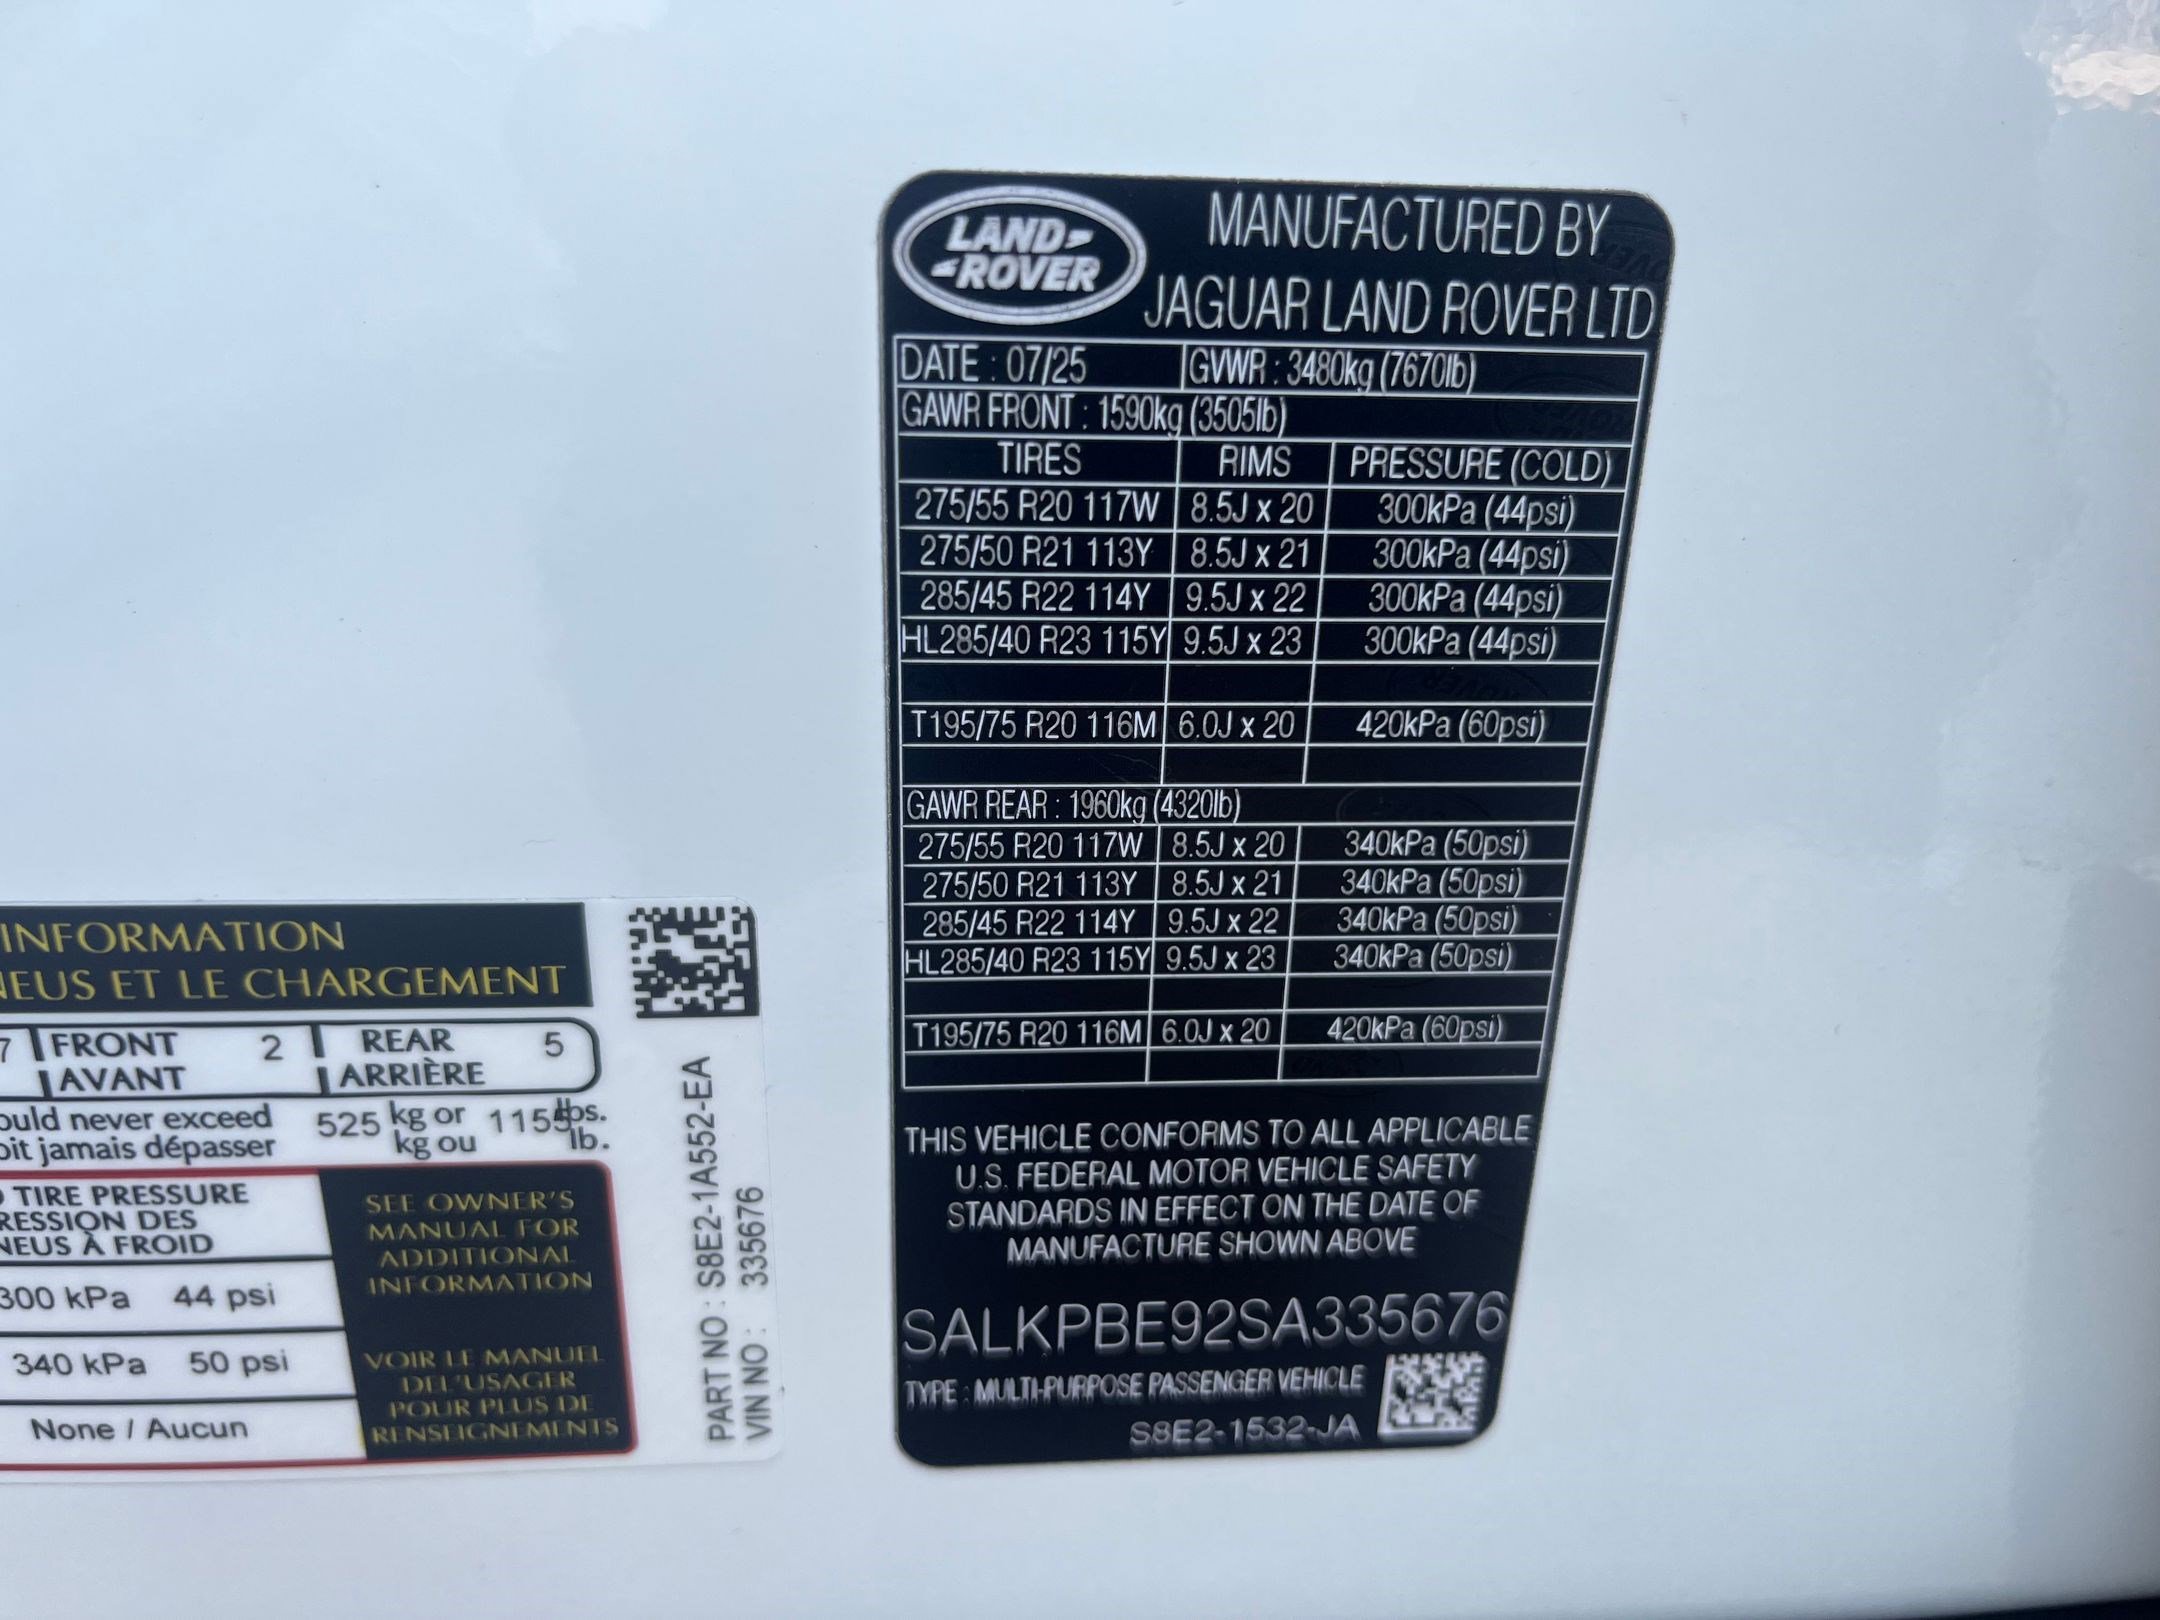 LAND-
-ROVER
MANUFACTURED BY
JAGUAR LAND ROVER LTD
DATE : 07/25 GVWR : 3480kg (7670lb)
GAWR FRONT : 1590kg (3505lb)
TIRES RIMS PRESSURE (COLD)
275/55 R20 117W 8.5J x 20 300kPa (44psi)
275/50 R21 113Y 8.5J x 21 300kPa (44psi)
285/45 R22 114Y 9.5J x 22 300kPa (44psi)
HL285/40 R23 115Y 9.5J x 23 300kPa (44psi)
T195/75 R20 116M 6.0J x 20 420kPa (60psi)
GAWR REAR : 1960kg (4320lb)
275/55 R20 117W 8.5J x 20 340kPa (50psi)
275/50 R21 113Y 8.5J x 21 340kPa (50psi)
285/45 R22 114Y 9.5J x 22 340kPa (50psi)
HL285/40 R23 115Y 9.5J x 23 340kPa (50psi)
T195/75 R20 116M 6.0J x 20 420kPa (60psi)
THIS VEHICLE CONFORMS TO ALL APPLICABLE
U.S. FEDERAL MOTOR VEHICLE SAFETY
STANDARDS IN EFFECT ON THE DATE OF
MANUFACTURE SHOWN ABOVE
SALKPBE92SA335676
TYPE : MULTI-PURPOSE PASSENGER VEHICLE
S8E2-1532-JA
INFORMATION
NEUS ET LE CHARGEMENT
7 FRONT 2 REAR 5
AVANT ARRIÈRE
ould never exceed 525 kg or 1155 lbs.
oit jamais dépasser kg ou lb.
TIRE PRESSURE
RESSION DES
NEUS À FROID
300 kPa 44 psi
340 kPa 50 psi
None / Aucun
SEE OWNER'S
MANUAL FOR
ADDITIONAL
INFORMATION
VOIR LE MANUEL
DE L'USAGER
POUR PLUS DE
RENSEIGNEMENTS
PART NO : S8E2-1A552-EA
VIN NO : 335676